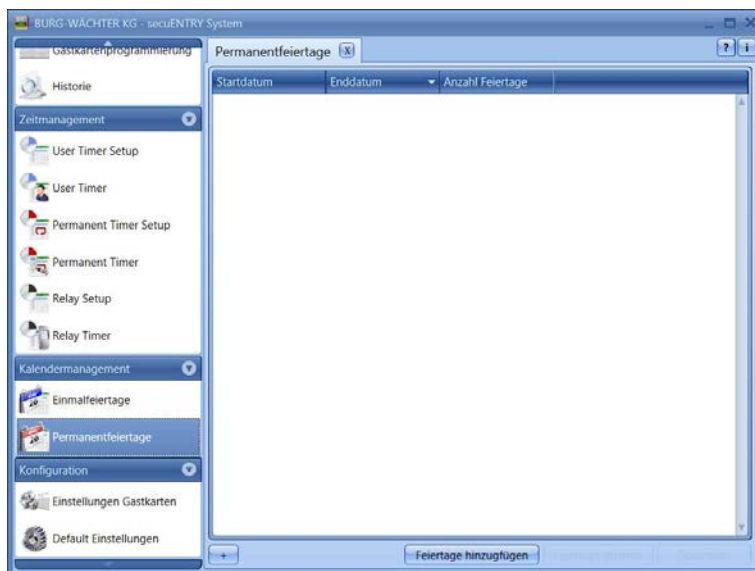 BURG-WÄCHTER KG - secuENTRY System
Gastkartenprogrammierung
Historie
Zeitmanagement
User Timer Setup
User Timer
Permanent Timer Setup
Permanent Timer
Relay Setup
Relay Timer
Kalendermanagement
Einmalfeiertage
Permanentfeiertage
Konfiguration
Einstellungen Gastkarten
Default Einstellungen
Permanentfeiertage x
? i
Startdatum Enddatum Anzahl Feiertage
+ Feiertage hinzugfügen